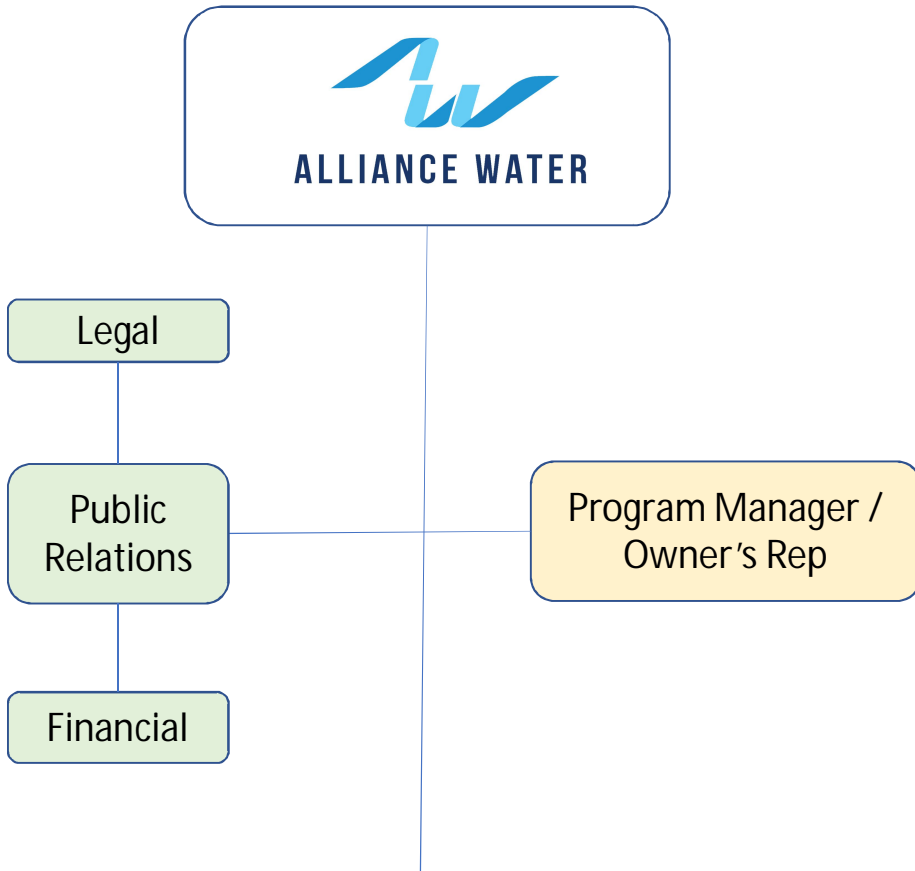 ALLIANCE WATER
Legal
Public
Relations
Program Manager /
Owner's Rep
Financial